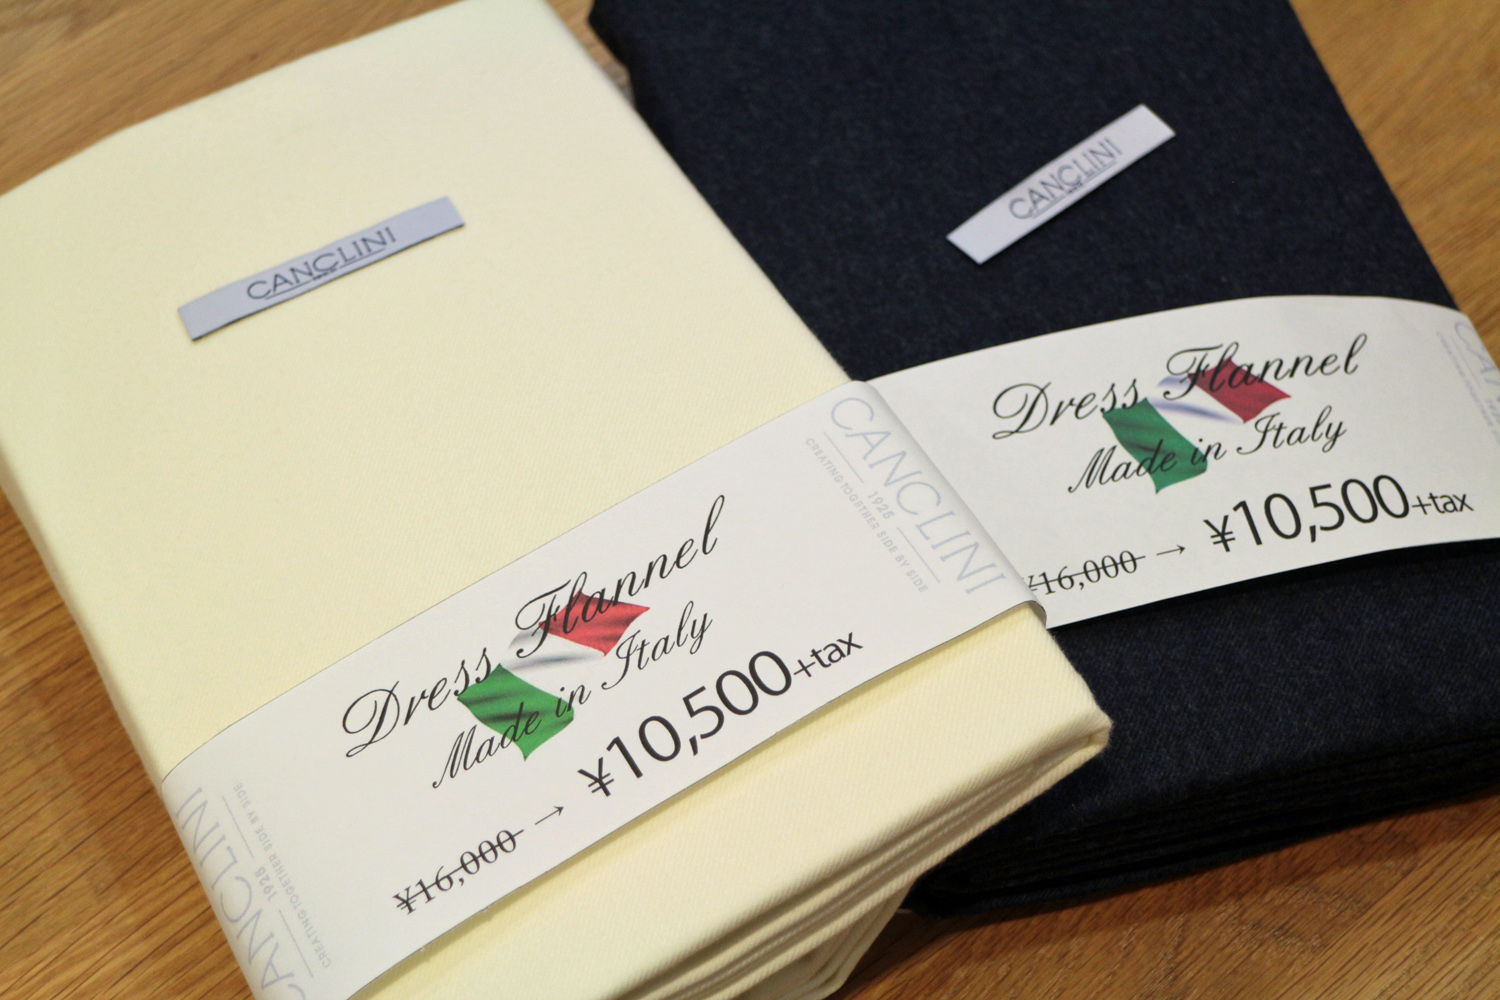 CANCLINI
CANCLINI
Dress Flannel
Made in Italy
¥16,000 → ¥10,500+tax
CANCLINI
1925
CREATING TOGETHER SIDE BY SIDE
Dress Flannel
Made in Italy
¥16,000 → ¥10,500+tax
CANCLINI
1925
CREATING TOGETHER SIDE BY SIDE